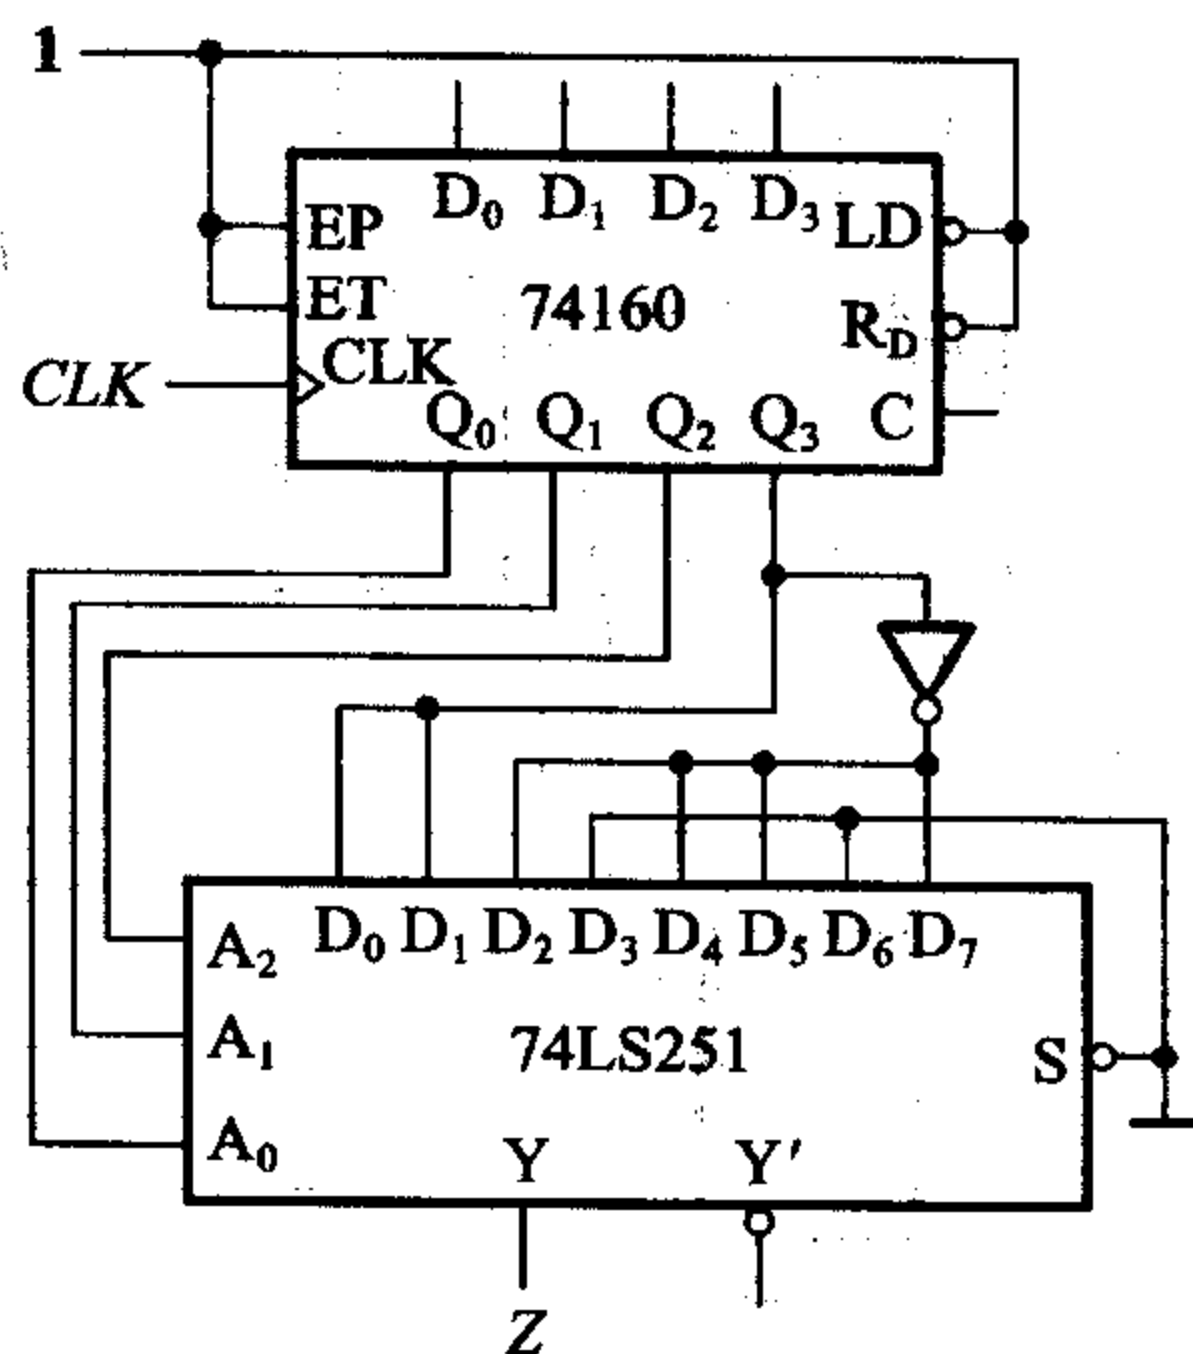 1
D₀ D₁ D₂ D₃
EP
LD
ET
74160
R_D
CLK
CLK
Q₀ Q₁ Q₂ Q₃ C
D₀ D₁ D₂ D₃ D₄ D₅ D₆ D₇
A₂
A₁
74LS251
S
A₀
Y
Y′
Z